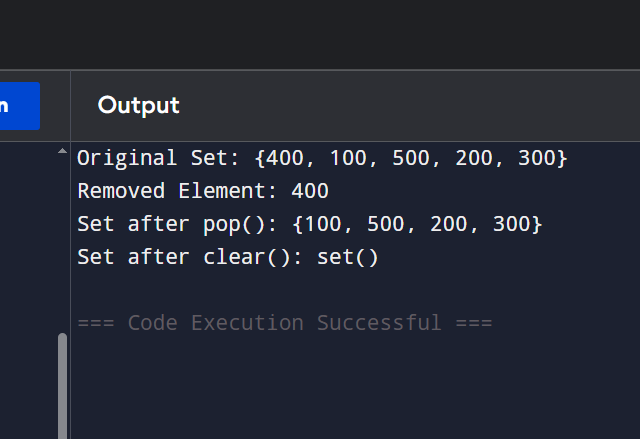 n
Output
Original Set: {400, 100, 500, 200, 300}
Removed Element: 400
Set after pop(): {100, 500, 200, 300}
Set after clear(): set()
=== Code Execution Successful ===